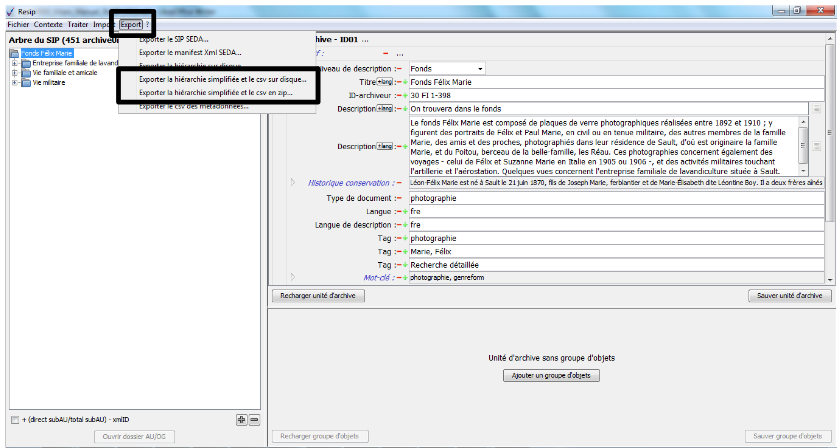 Resip
Fichier Contexte Traiter Import Export ?
Arbre du SIP (451 archive
Fonds Félix Marie
Entreprise familiale de lavand
Vie familiale et amicale
Vie militaire
Exporter le SIP SEDA...
Exporter le manifest Xml SEDA...
Exporter la hiérarchie sur disque...
Exporter la hiérarchie simplifiée et le csv sur disque...
Exporter la hiérarchie simplifiée et le csv en zip...
Exporter le csv des métadonnées...
hive - ID01 ...
f : - ...
iveau de description :- Fonds
Titre +lang :-+ Fonds Félix Marie
ID-archiveur :+ 30 FI 1-398
Description +lang :-+ On trouvera dans le fonds
Description +lang :-+ Le fonds Félix Marie est composé de plaques de verre photographiques réalisées entre 1892 et 1910 ; y
figurent des portraits de Félix et Paul Marie, en civil ou en tenue militaire, des autres membres de la famille
Marie, des amis et des proches, photographiés dans leur résidence de Sault, d'où est originaire la famille
Marie, et du Poitou, berceau de la belle-famille, les Réau. Ces photographies concernent également des
voyages - celui de Félix et Suzanne Marie en Italie en 1905 ou 1906 -, et des activités militaires touchant
l'artillerie et l'aérostation. Quelques vues concernent l'entreprise familiale de lavandiculture située à Sault.
Historique conservation : - Léon-Félix Marie est né à Sault le 21 juin 1870, fils de Joseph Marie, ferblantier et de Marie-Élisabeth dite Léontine Boy. Il a deux frères aînés
Type de document :- photographie
Langue :-+ fre
Langue de description :-+ fre
Tag :-+ photographie
Tag :-+ Marie, Félix
Tag :-+ Recherche détaillée
Mot-clé : -+ photographie, genreform
Recharger unité d'archive
Sauver unité d'archive
Unité d'archive sans groupe d'objets
Ajouter un groupe d'objets
+ (direct subAU/total subAU) - xmlID
Ouvrir dossier AU/OG
Recharger groupe d'objets
Sauver groupe d'objets